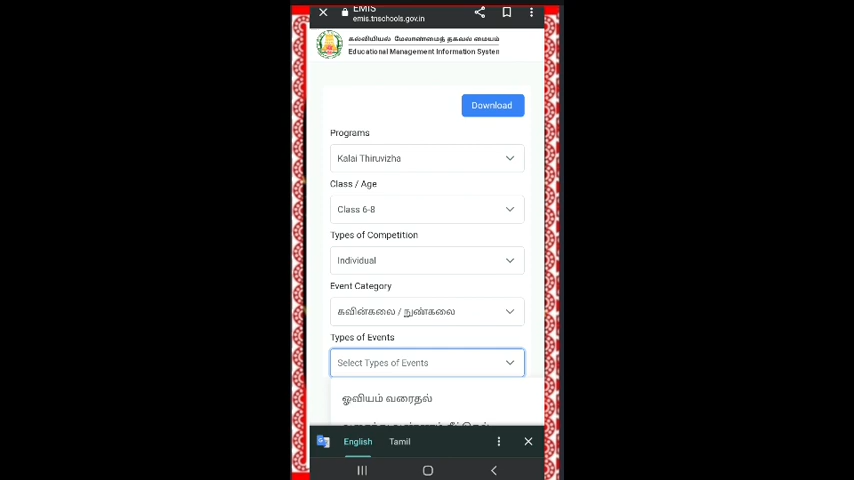 EMIS
emis.tnschools.gov.in
கல்வியியல் மேலாண்மைத் தகவல் மையம்
Educational Management Information System
Download
Programs
Kalai Thiruvizha
Class / Age
Class 6-8
Types of Competition
Individual
Event Category
கவின்கலை / நுண்கலை
Types of Events
Select Types of Events
ஓவியம் வரைதல்
English Tamil